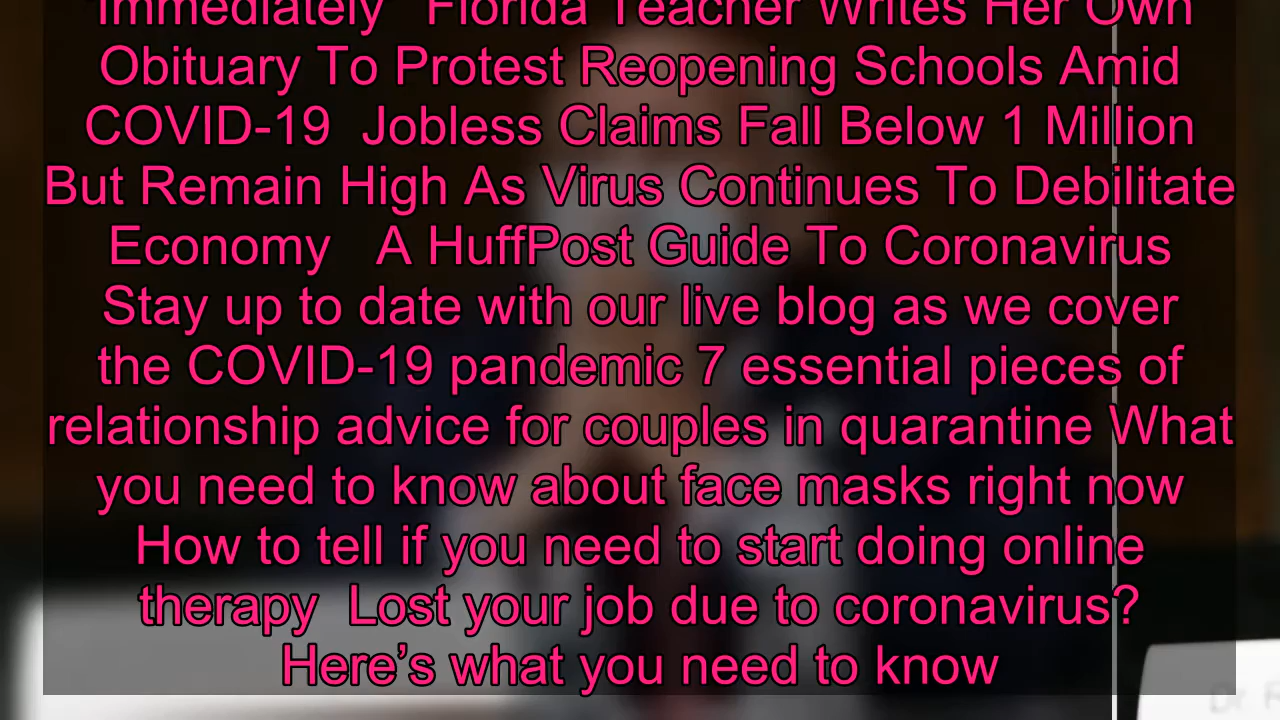 Immediately" Florida Teacher Writes Her Own
Obituary To Protest Reopening Schools Amid
COVID-19 Jobless Claims Fall Below 1 Million
But Remain High As Virus Continues To Debilitate
Economy A HuffPost Guide To Coronavirus
Stay up to date with our live blog as we cover
the COVID-19 pandemic 7 essential pieces of
relationship advice for couples in quarantine What
you need to know about face masks right now
How to tell if you need to start doing online
therapy Lost your job due to coronavirus?
Here’s what you need to know